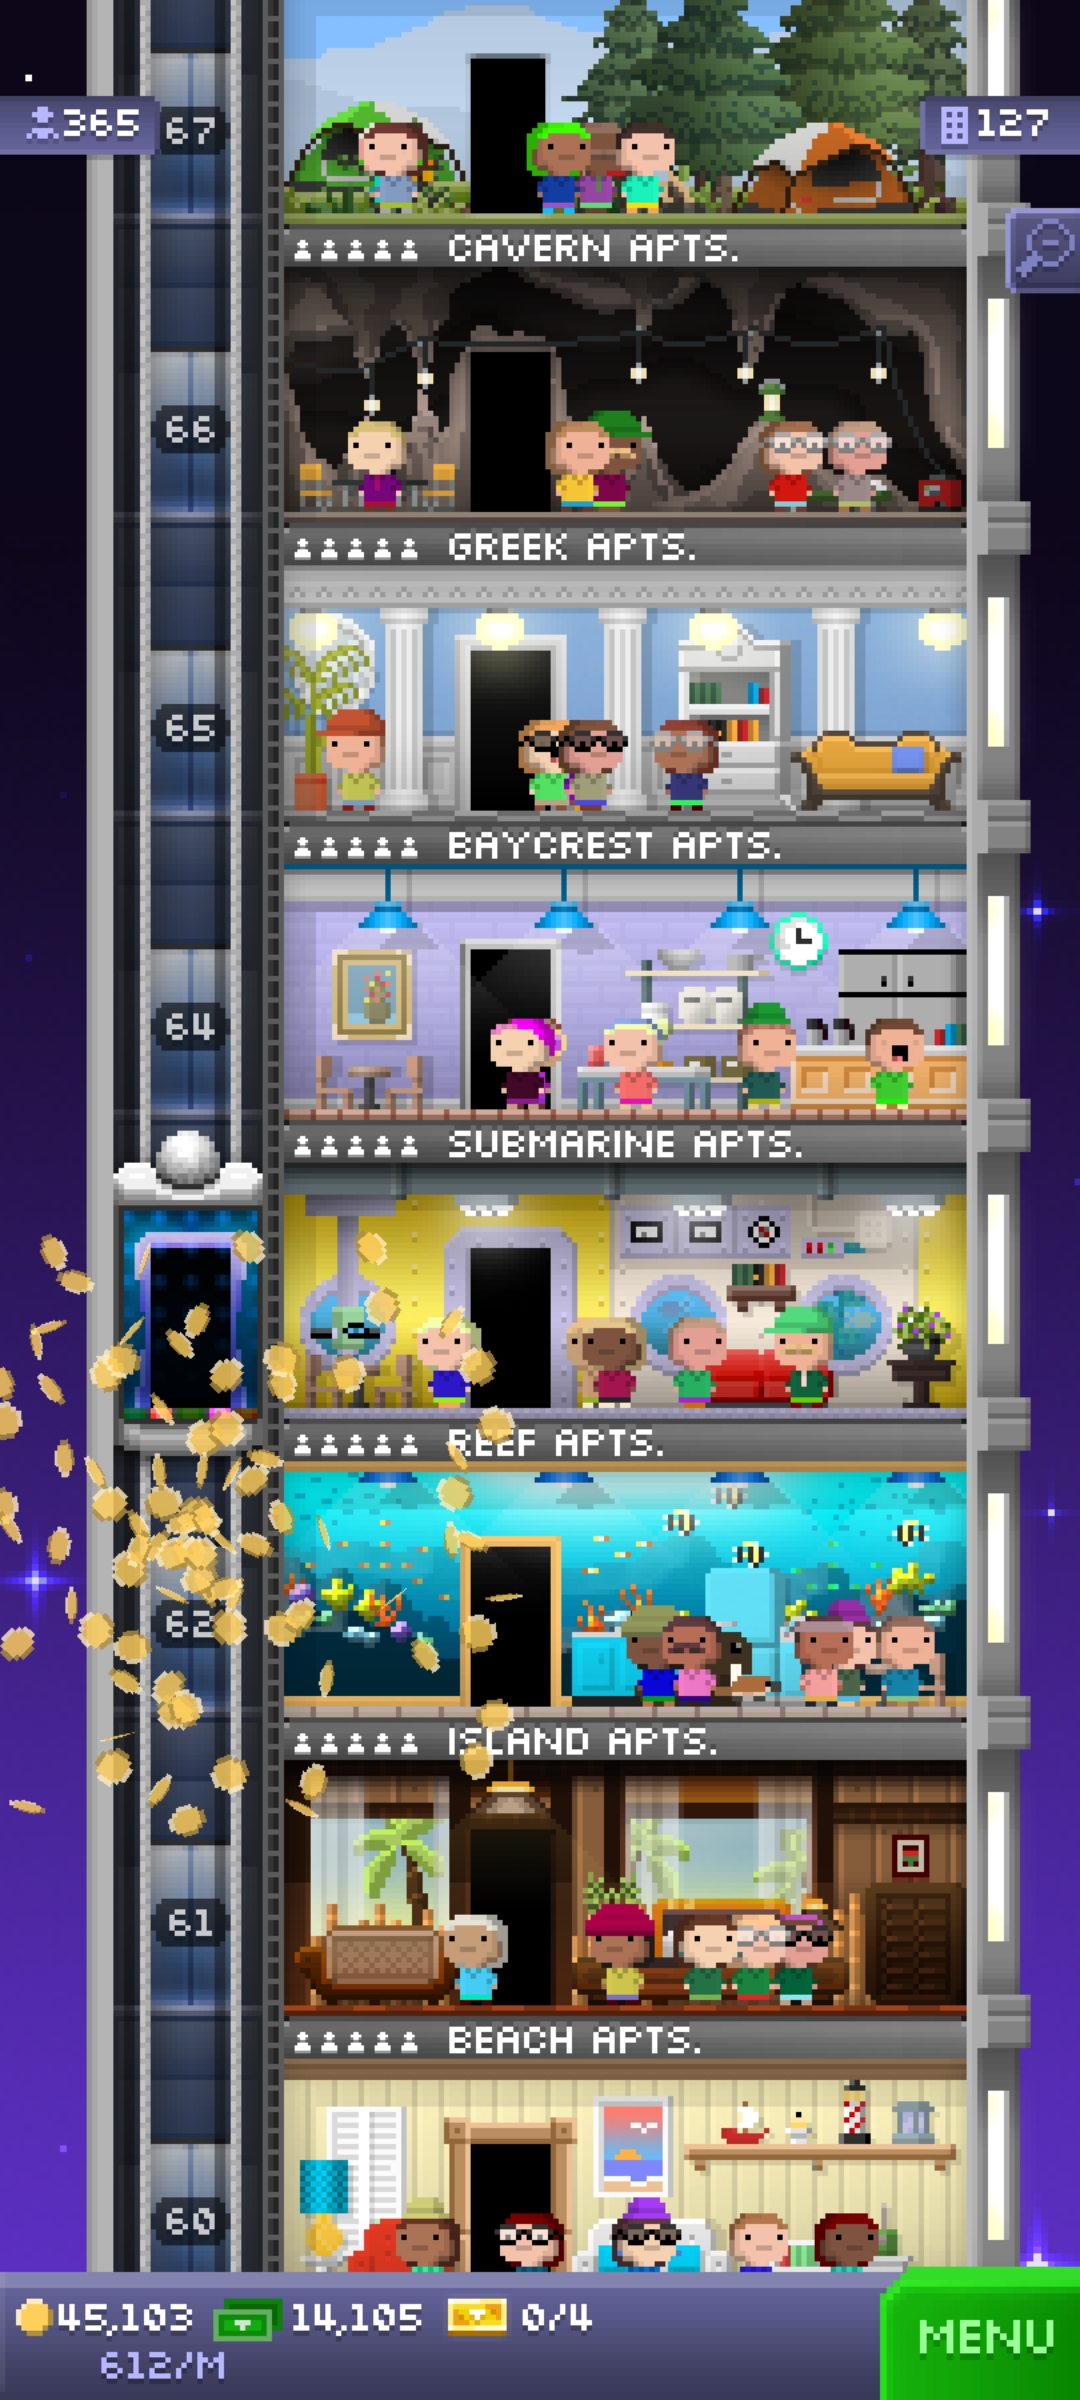 365
67
127
CAVERN APTS.
66
GREEK APTS.
65
BAYCREST APTS.
64
SUBMARINE APTS.
REEF APTS.
62
ISLAND APTS.
61
BEACH APTS.
60
45,103 14,105 0/4
612/M
MENU